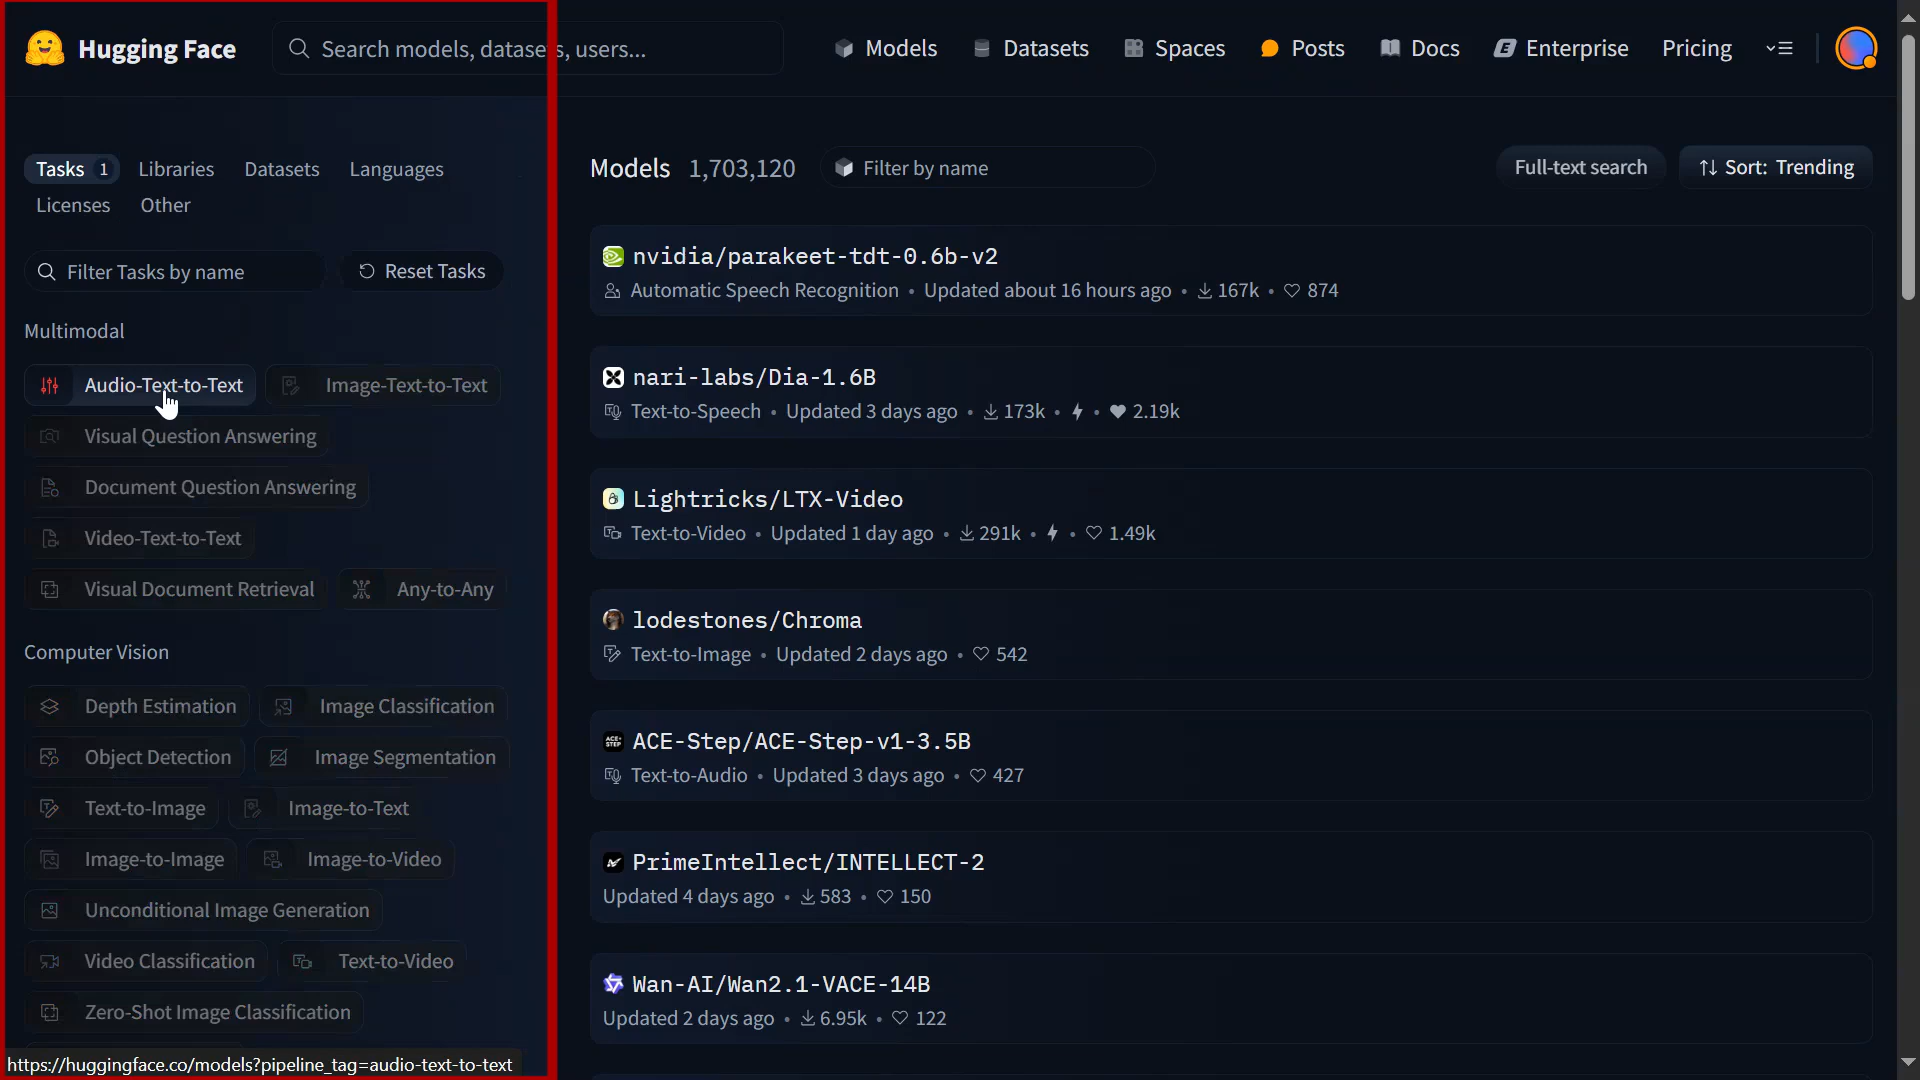 Hugging Face
Search models, datasets, users...
Models
Datasets
Spaces
Posts
Docs
Enterprise
Pricing
Tasks 1
Libraries
Datasets
Languages
Licenses
Other
Filter Tasks by name
Reset Tasks
Multimodal
Audio-Text-to-Text
Image-Text-to-Text
Visual Question Answering
Document Question Answering
Video-Text-to-Text
Visual Document Retrieval
Any-to-Any
Computer Vision
Depth Estimation
Image Classification
Object Detection
Image Segmentation
Text-to-Image
Image-to-Text
Image-to-Image
Image-to-Video
Unconditional Image Generation
Video Classification
Text-to-Video
Zero-Shot Image Classification
https://huggingface.co/models?pipeline_tag=audio-text-to-text
Models 1,703,120
Filter by name
Full-text search
Sort: Trending
nvidia/parakeet-tdt-0.6b-v2
Automatic Speech Recognition • Updated about 16 hours ago • 167k • 874
nari-labs/Dia-1.6B
Text-to-Speech • Updated 3 days ago • 173k • • 2.19k
Lightricks/LTX-Video
Text-to-Video • Updated 1 day ago • 291k • • 1.49k
lodestones/Chroma
Text-to-Image • Updated 2 days ago • 542
ACE-Step/ACE-Step-v1-3.5B
Text-to-Audio • Updated 3 days ago • 427
PrimeIntellect/INTELLECT-2
Updated 4 days ago • 583 • 150
Wan-AI/Wan2.1-VACE-14B
Updated 2 days ago • 6.95k • 122